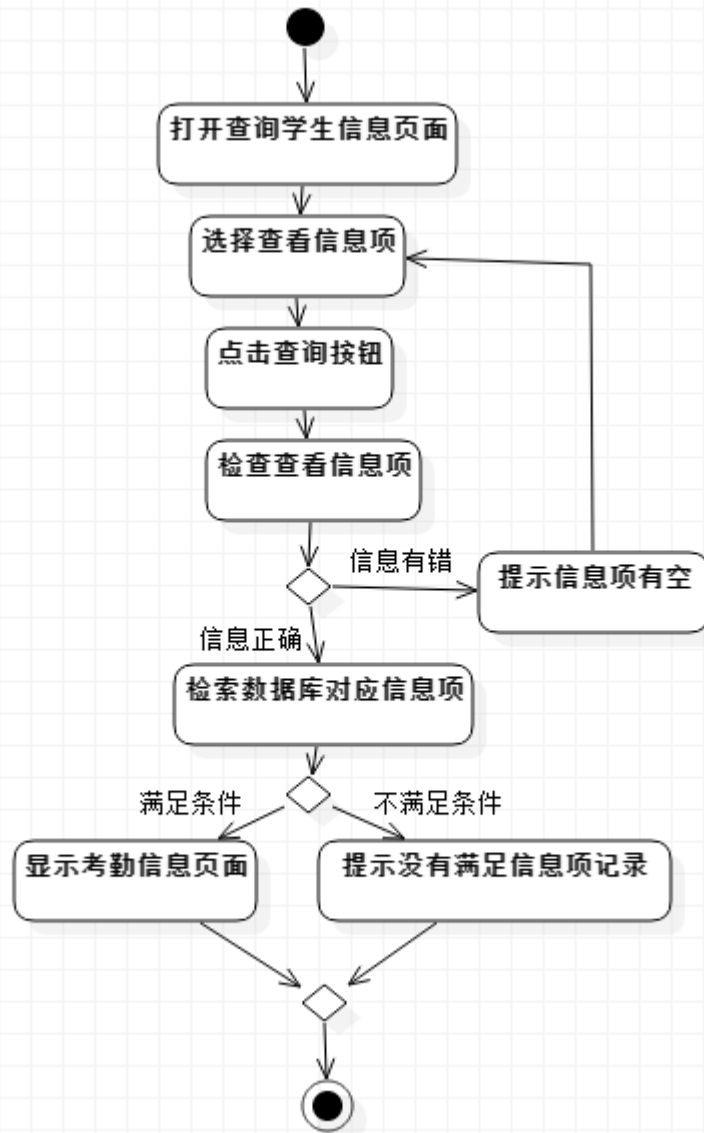 打开查询学生信息页面
选择查看信息项
点击查询按钮
检查查看信息项
信息有错
提示信息项有空
信息正确
检索数据库对应信息项
满足条件
不满足条件
显示考勤信息页面
提示没有满足信息项记录